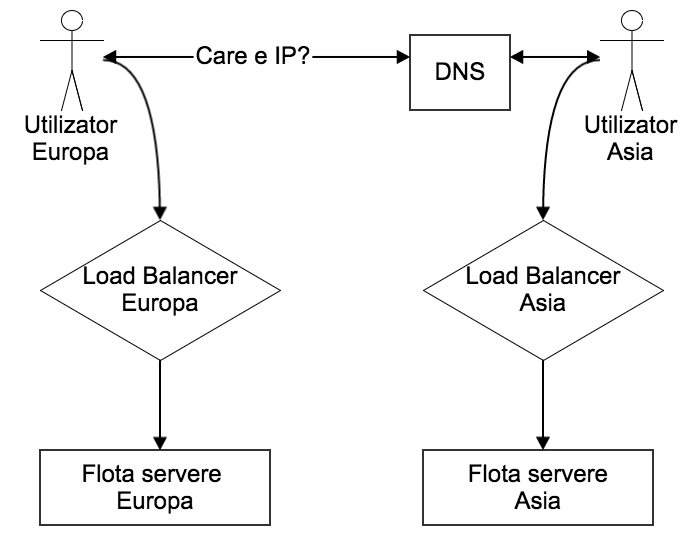 Care e IP?
DNS
Utilizator
Europa
Utilizator
Asia
Load Balancer
Europa
Load Balancer
Asia
Flota servere
Europa
Flota servere
Asia